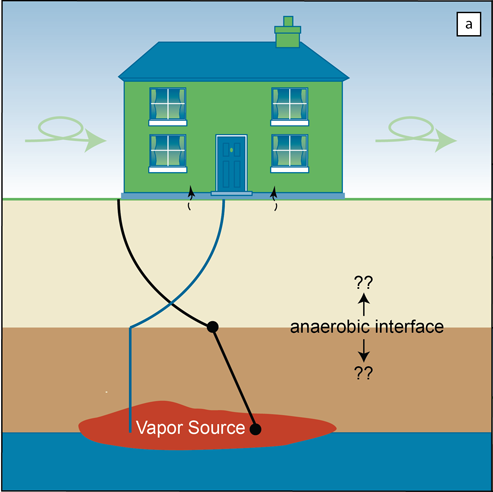 a
??
anaerobic interface
??
Vapor Source